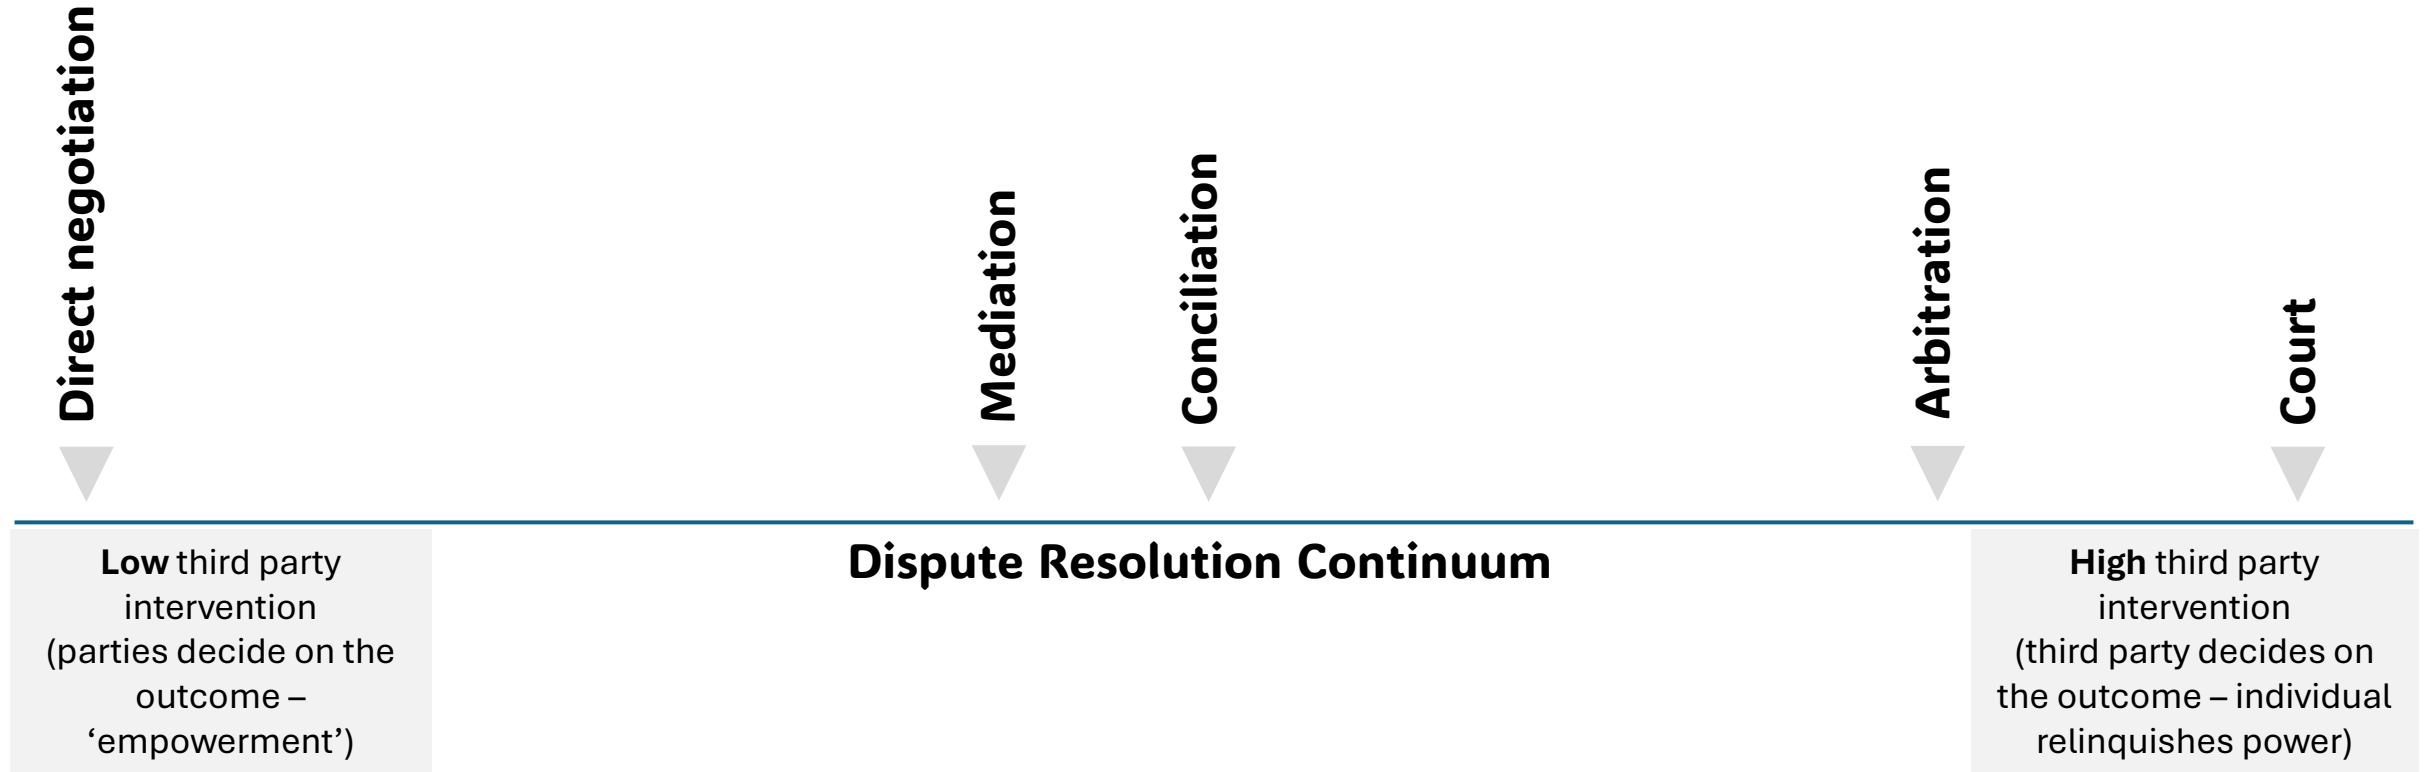 Direct negotiation
Mediation
Conciliation
Arbitration
Court
Dispute Resolution Continuum
Low third party
intervention
(parties decide on the
outcome –
‘empowerment’)
High third party
intervention
(third party decides on
the outcome – individual
relinquishes power)